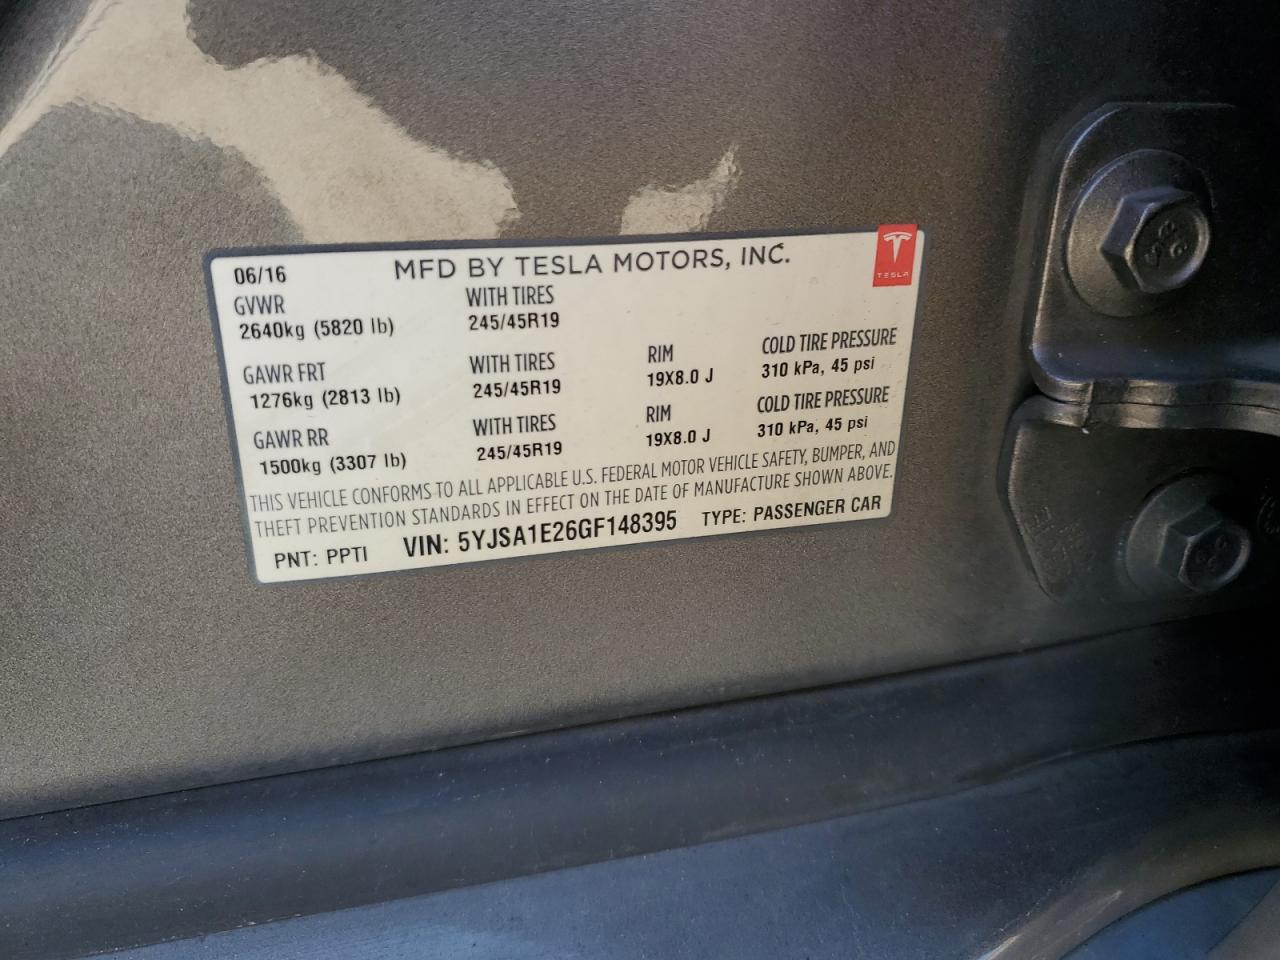 06/16 MFD BY TESLA MOTORS, INC. TESLA
GVWR WITH TIRES
2640kg (5820 lb) 245/45R19
GAWR FRT WITH TIRES RIM COLD TIRE PRESSURE
1276kg (2813 lb) 245/45R19 19X8.0 J 310 kPa, 45 psi
GAWR RR WITH TIRES RIM COLD TIRE PRESSURE
1500kg (3307 lb) 245/45R19 19X8.0 J 310 kPa, 45 psi
THIS VEHICLE CONFORMS TO ALL APPLICABLE U.S. FEDERAL MOTOR VEHICLE SAFETY, BUMPER, AND
THEFT PREVENTION STANDARDS IN EFFECT ON THE DATE OF MANUFACTURE SHOWN ABOVE.
PNT: PPTI VIN: 5YJSA1E26GF148395 TYPE: PASSENGER CAR